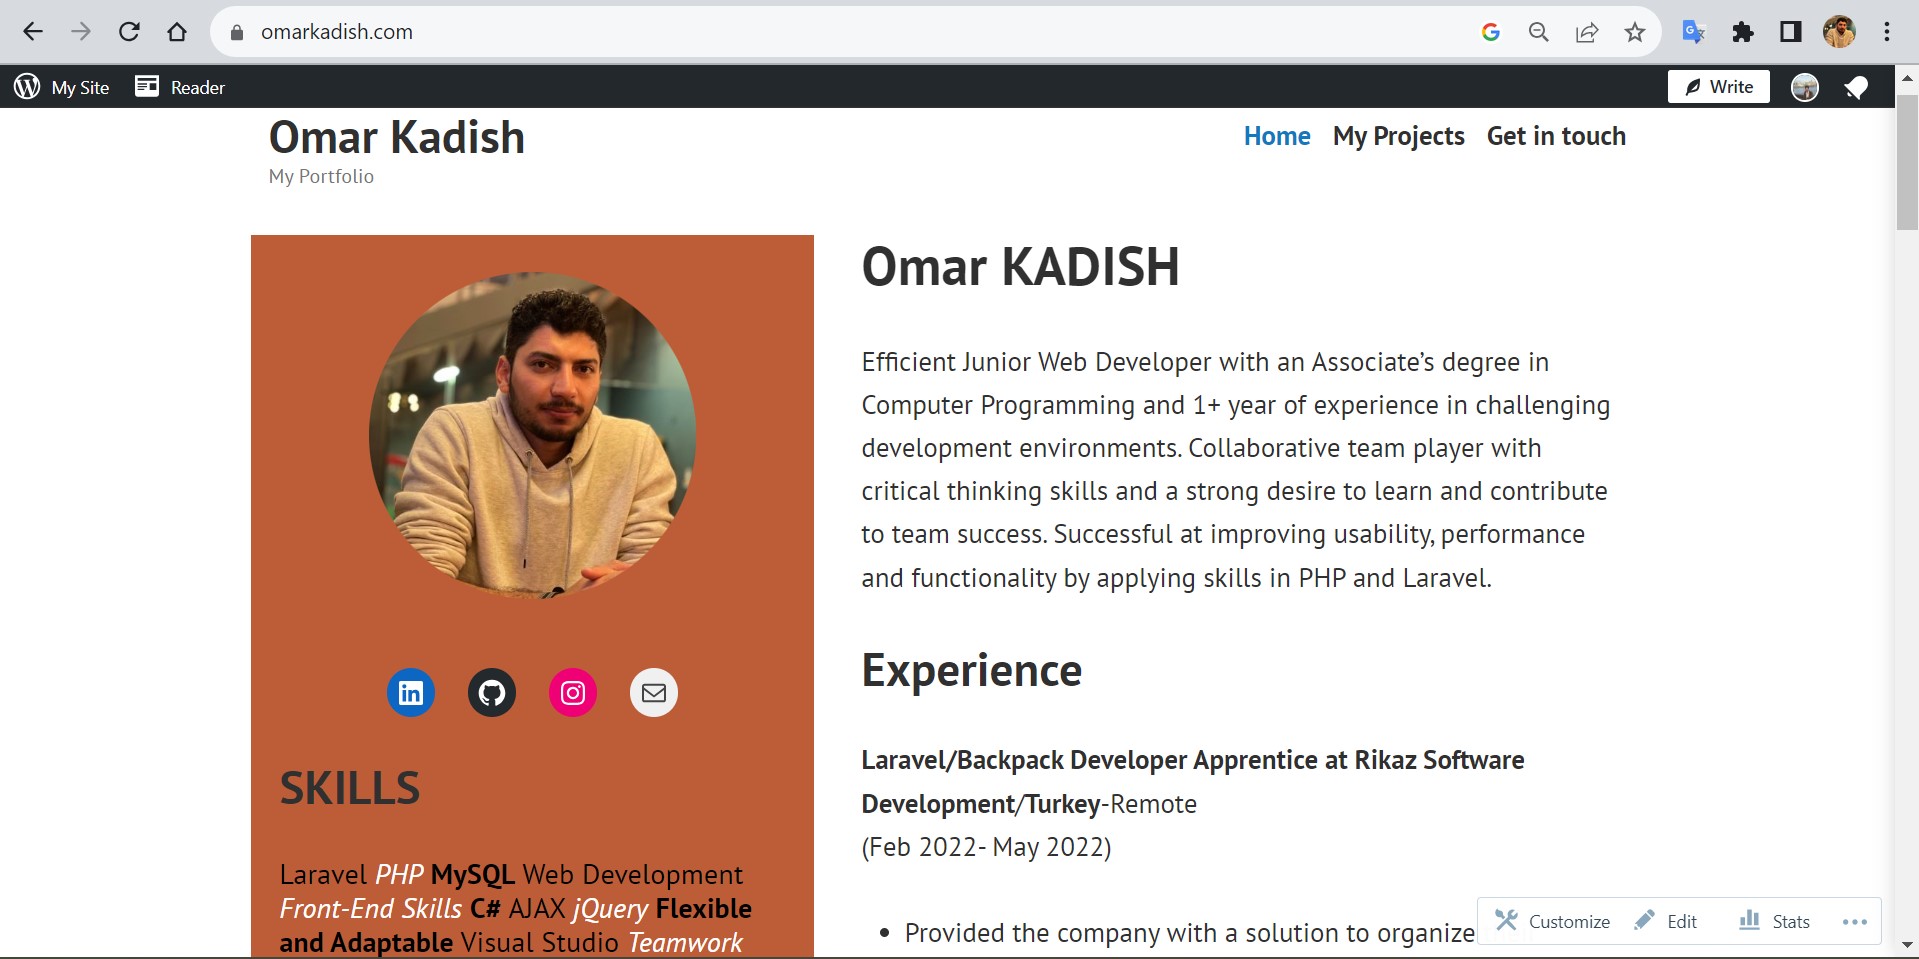 omarkadish.com
My Site
Reader
Write
Omar Kadish
My Portfolio
Home
My Projects
Get in touch
Omar KADISH
Efficient Junior Web Developer with an Associate’s degree in
Computer Programming and 1+ year of experience in challenging
development environments. Collaborative team player with
critical thinking skills and a strong desire to learn and contribute
to team success. Successful at improving usability, performance
and functionality by applying skills in PHP and Laravel.
Experience
Laravel/Backpack Developer Apprentice at Rikaz Software
Development/Turkey-Remote
(Feb 2022- May 2022)
• Provided the company with a solution to organize
SKILLS
Laravel PHP MySQL Web Development
Front-End Skills C# AJAX jQuery Flexible
and Adaptable Visual Studio Teamwork
Customize
Edit
Stats